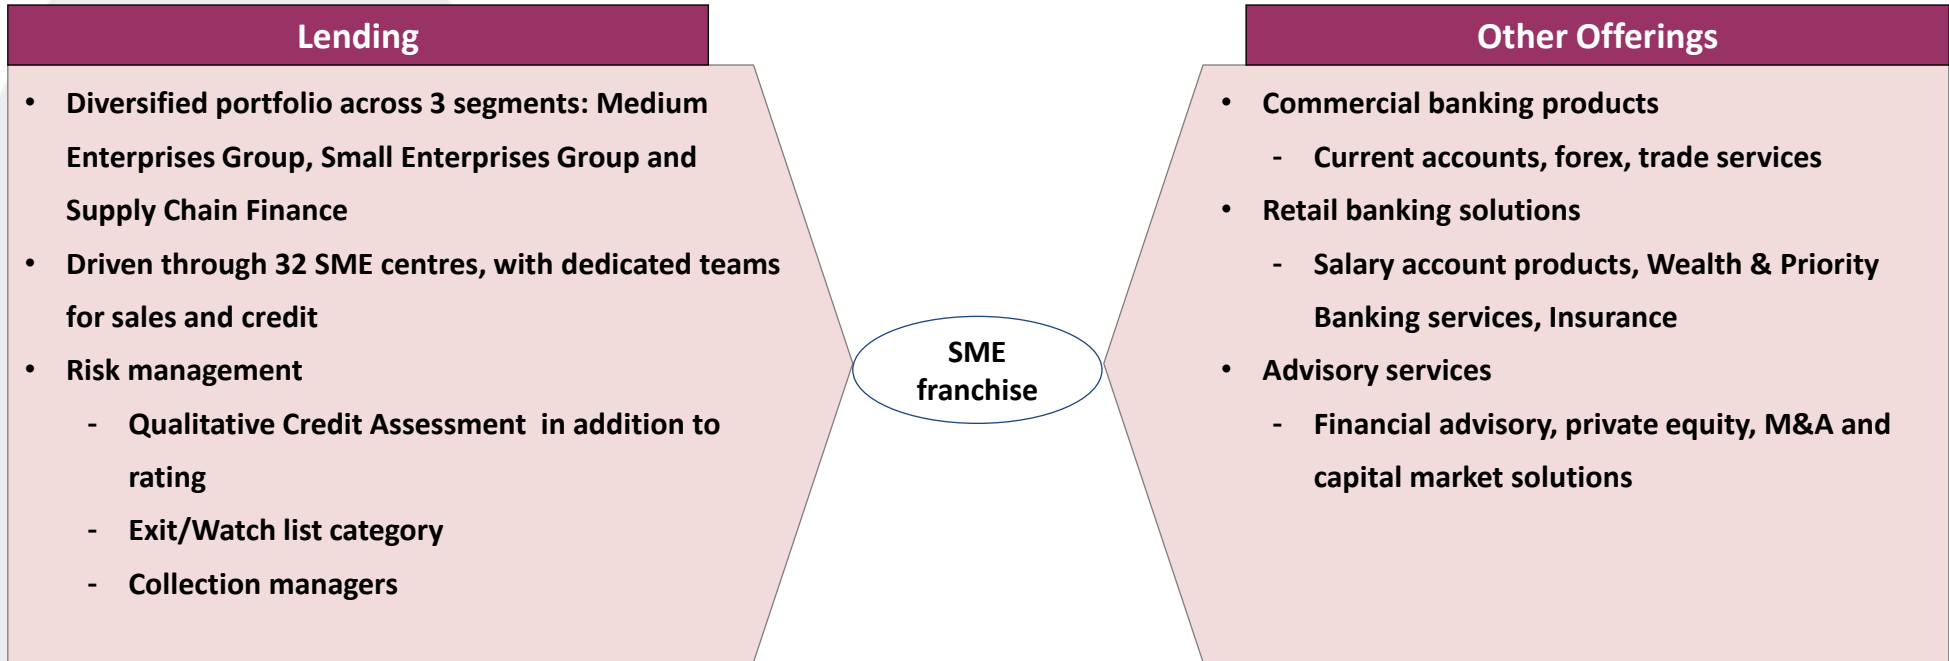 Lending
• Diversified portfolio across 3 segments: Medium
Enterprises Group, Small Enterprises Group and
Supply Chain Finance
• Driven through 32 SME centres, with dedicated teams
for sales and credit
• Risk management
- Qualitative Credit Assessment in addition to
rating
- Exit/Watch list category
- Collection managers
SME
franchise
Other Offerings
• Commercial banking products
- Current accounts, forex, trade services
• Retail banking solutions
- Salary account products, Wealth & Priority
Banking services, Insurance
• Advisory services
- Financial advisory, private equity, M&A and
capital market solutions